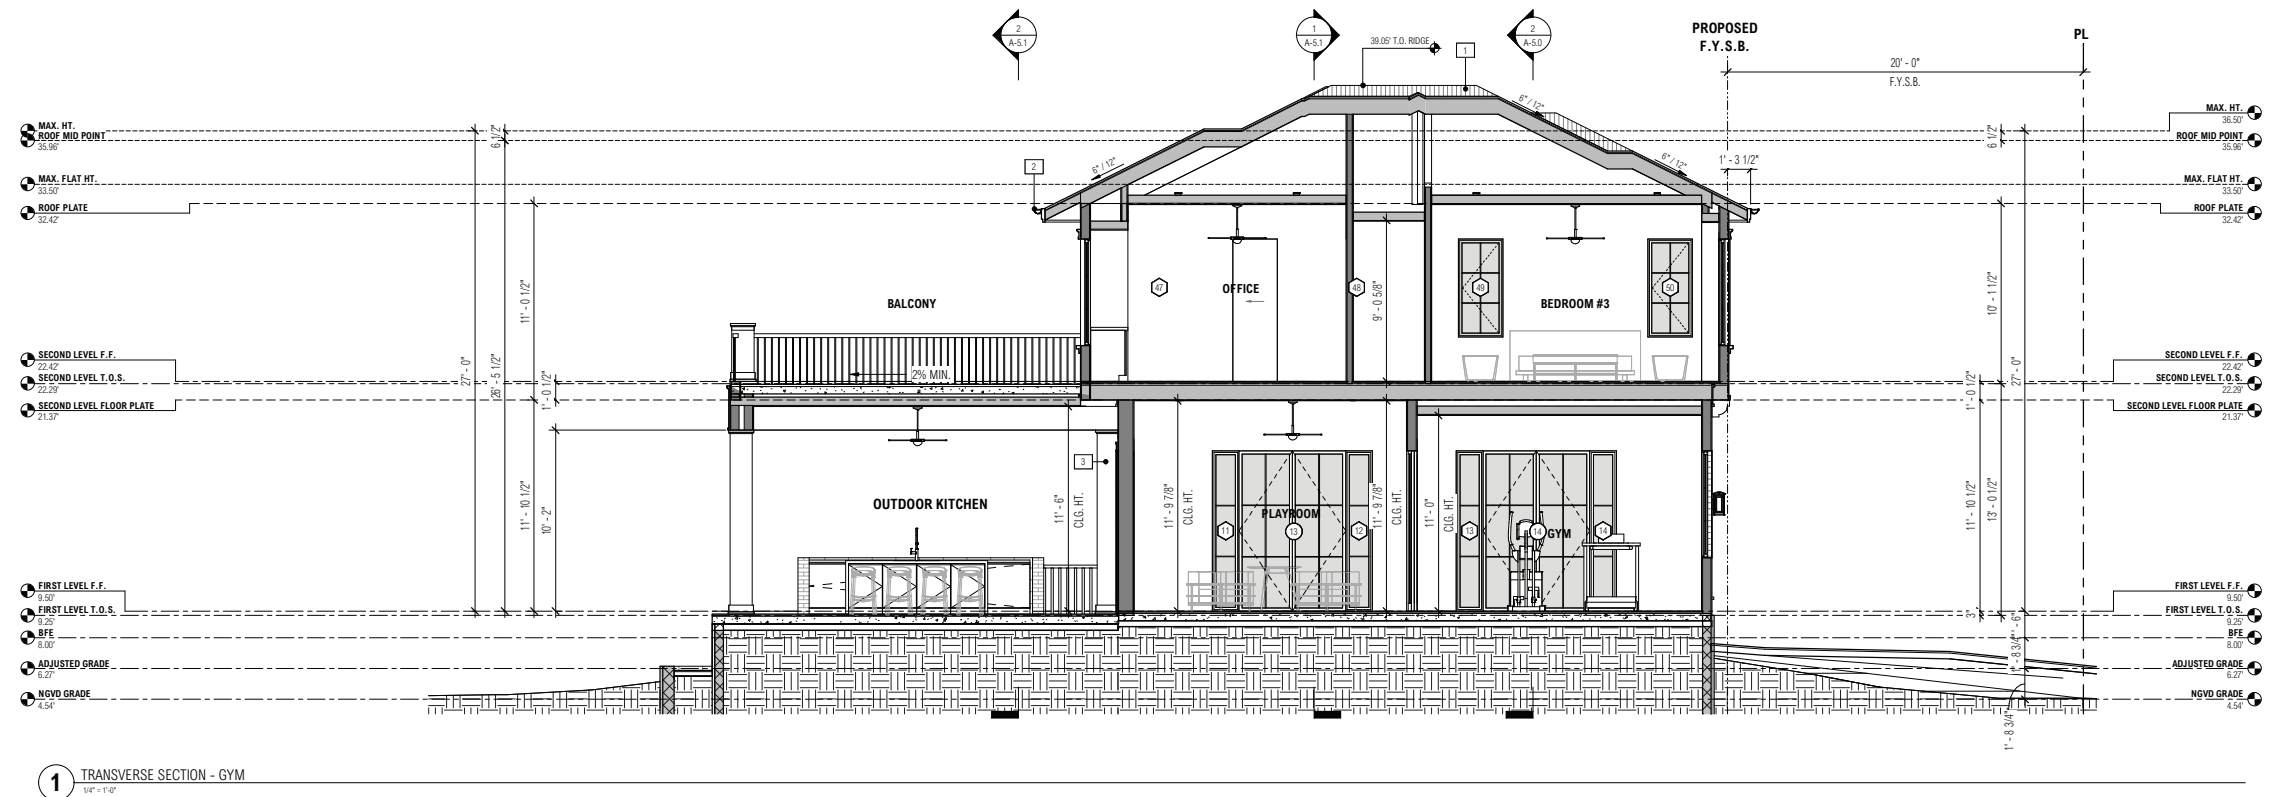 2
A-5.1
1
A-5.1
2
A-5.0
39.05' T.O. RIDGE
1
PROPOSED
F.Y.S.B.
PL
20' - 0"
F.Y.S.B.
MAX. HT.
ROOF MID POINT
35.96'
MAX. FLAT HT.
33.50'
ROOF PLATE
32.42'
SECOND LEVEL F.F.
22.42'
SECOND LEVEL T.O.S.
22.29'
SECOND LEVEL FLOOR PLATE
21.37'
FIRST LEVEL F.F.
9.50'
FIRST LEVEL T.O.S.
9.25'
BFE
8.00'
ADJUSTED GRADE
6.27'
NGVD GRADE
4.54'
27' - 0"
6 1/2"
26' - 5 1/2"
11' - 0 1/2"
1' - 0 1/2"
11' - 10 1/2"
10' - 2"
2
6" / 12"
6" / 12"
6" / 12"
1' - 3 1/2"
BALCONY
2% MIN.
47
OFFICE
48
9' - 0 5/8"
49
BEDROOM #3
50
OUTDOOR KITCHEN
3
11' - 6"
CLG. HT.
11' - 9 7/8"
CLG. HT.
PLAYROOM
11
13
12
11' - 9 7/8"
CLG. HT.
11' - 0"
CLG. HT.
13
14
GYM
14
6 1/2"
10' - 1 1/2"
27' - 0"
1' - 0 1/2"
11' - 10 1/2"
13' - 0 1/2"
3"
- 6"
1' - 8 3/4"
1' - 8 3/4"
MAX. HT.
36.50'
ROOF MID POINT
35.96'
MAX. FLAT HT.
33.50'
ROOF PLATE
32.42'
SECOND LEVEL F.F.
22.42'
SECOND LEVEL T.O.S.
22.29'
SECOND LEVEL FLOOR PLATE
21.37'
FIRST LEVEL F.F.
9.50'
FIRST LEVEL T.O.S.
9.25'
BFE
8.00'
ADJUSTED GRADE
6.27'
NGVD GRADE
4.54'
1
TRANSVERSE SECTION - GYM
1/4" = 1'-0"